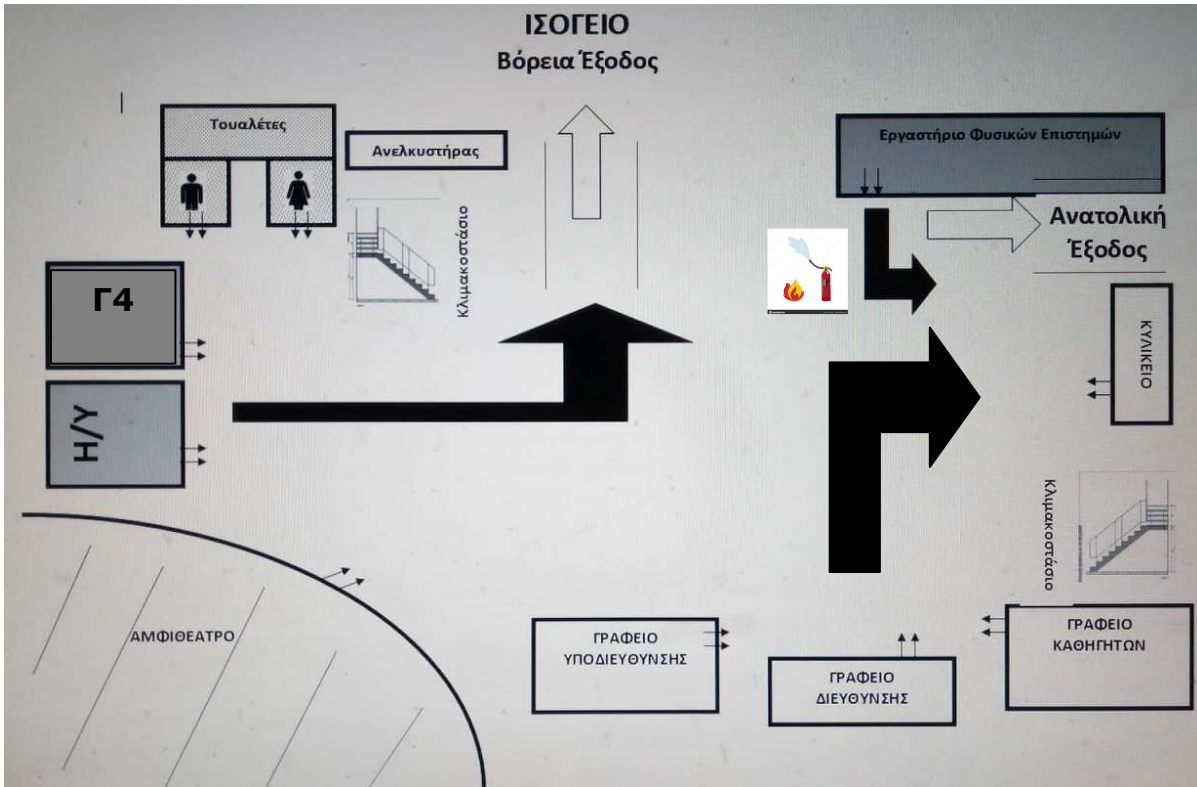 ΙΣΟΓΕΙΟ
Βόρεια Έξοδος
Τουαλέτες
Ανελκυστήρας
Εργαστήριο Φυσικών Επιστημών
Ανατολική
Έξοδος
Κλιμακοστάσιο
Γ4
Η/Υ
ΚΥΛΙΚΕΙΟ
Κλιμακοστάσιο
ΑΜΦΙΘΕΑΤΡΟ
ΓΡΑΦΕΙΟ
ΥΠΟΔΙΕΥΘΥΝΣΗΣ
ΓΡΑΦΕΙΟ
ΔΙΕΥΘΥΝΣΗΣ
ΓΡΑΦΕΙΟ
ΚΑΘΗΓΗΤΩΝ